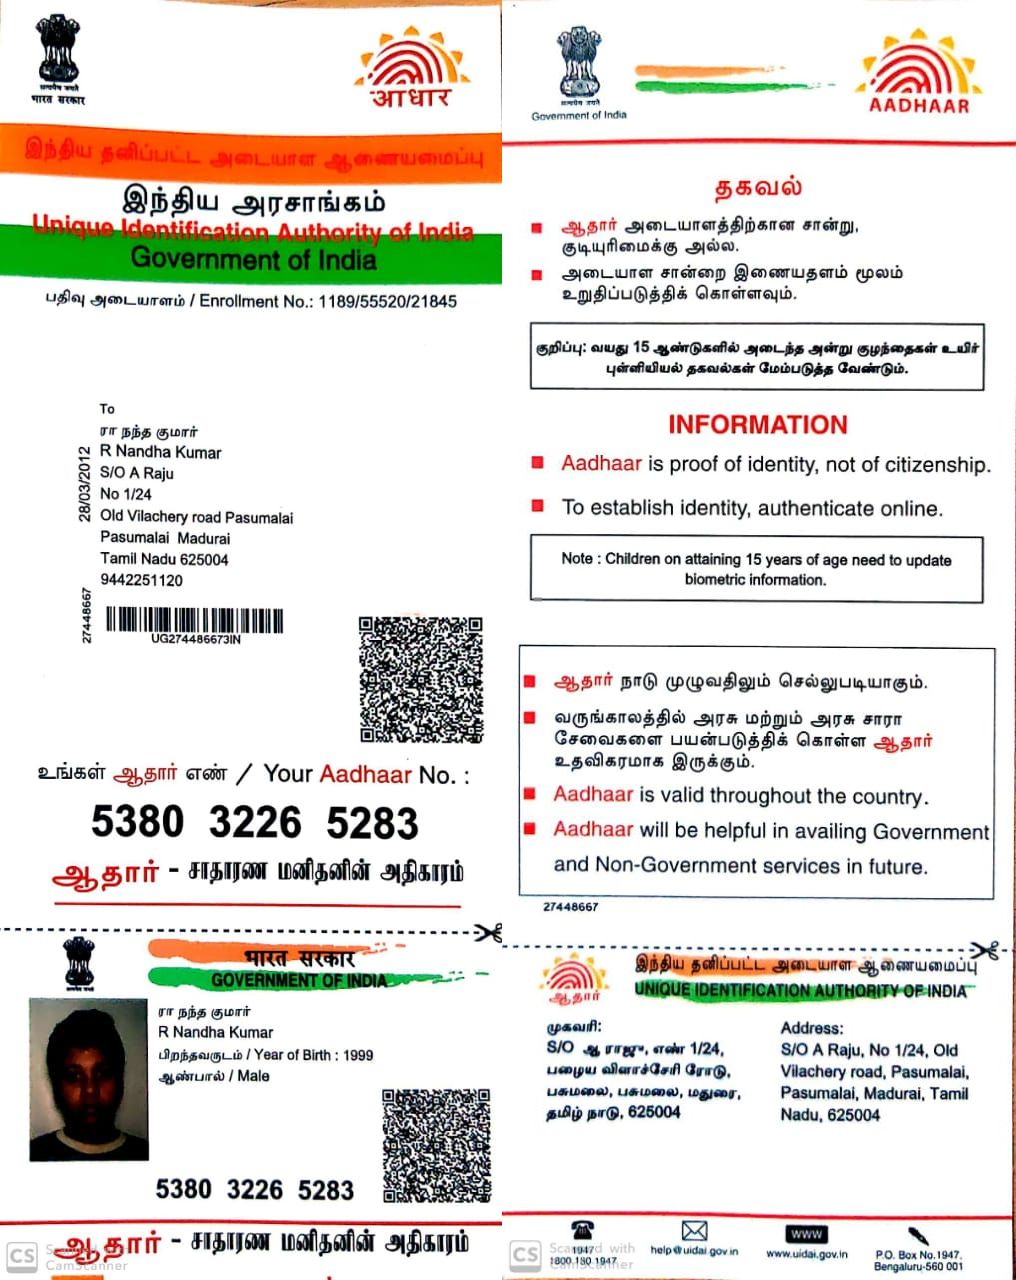 सत्यमेव जयते
भारत सरकार
आधार
இந்திய தனிப்பட்ட அடையாள ஆணையமைப்பு
இந்திய அரசாங்கம்
Unique Identification Authority of India
Government of India
பதிவு அடையாளம் / Enrollment No.: 1189/55520/21845
28/03/2012
To
ரா நந்த குமார்
R Nandha Kumar
S/O A Raju
No 1/24
Old Vilachery road Pasumalai
Pasumalai Madurai
Tamil Nadu 625004
9442251120
27448667
UG274486673IN
உங்கள் ஆதார் எண் / Your Aadhaar No. :
5380 3226 5283
ஆதார் - சாதாரண மனிதனின் அதிகாரம்
भारत सरकार
GOVERNMENT OF INDIA
ரா நந்த குமார்
R Nandha Kumar
பிறந்தவருடம் / Year of Birth : 1999
ஆண்பால் / Male
5380 3226 5283
ஆதார் - சாதாரண மனிதனின் அதிகாரம்
CS Scanned with
CamScanner
सत्यमेव जयते
Government of India
AADHAAR
தகவல்
ஆதார் அடையாளத்திற்கான சான்று,
குடியுரிமைக்கு அல்ல.
அடையாள சான்றை இணையதளம் மூலம்
உறுதிப்படுத்திக் கொள்ளவும்.
குறிப்பு: வயது 15 ஆண்டுகளில் அடைந்த அன்று குழந்தைகள் உயிர்
புள்ளியியல் தகவல்கள் மேம்படுத்த வேண்டும்.
INFORMATION
Aadhaar is proof of identity, not of citizenship.
To establish identity, authenticate online.
Note : Children on attaining 15 years of age need to update
biometric information.
ஆதார் நாடு முழுவதிலும் செல்லுபடியாகும்.
வருங்காலத்தில் அரசு மற்றும் அரசு சாரா
சேவைகளை பயன்படுத்திக் கொள்ள ஆதார்
உதவிகரமாக இருக்கும்.
Aadhaar is valid throughout the country.
Aadhaar will be helpful in availing Government
and Non-Government services in future.
27448667
ஆதார்
இந்திய தனிப்பட்ட அடையாள ஆணையமைப்பு
UNIQUE IDENTIFICATION AUTHORITY OF INDIA
முகவரி:
S/O ஆ ராஜு, எண் 1/24,
பழைய விளாச்சேரி ரோடு,
பசுமலை, பசுமலை, மதுரை,
தமிழ் நாடு, 625004
Address:
S/O A Raju, No 1/24, Old
Vilachery road, Pasumalai,
Pasumalai, Madurai, Tamil
Nadu, 625004
1947
1800 180 1947
help@uidai.gov.in
www
www.uidai.gov.in
P.O. Box No.1947,
Bengaluru-560 001
CS Scanned with
CamScanner